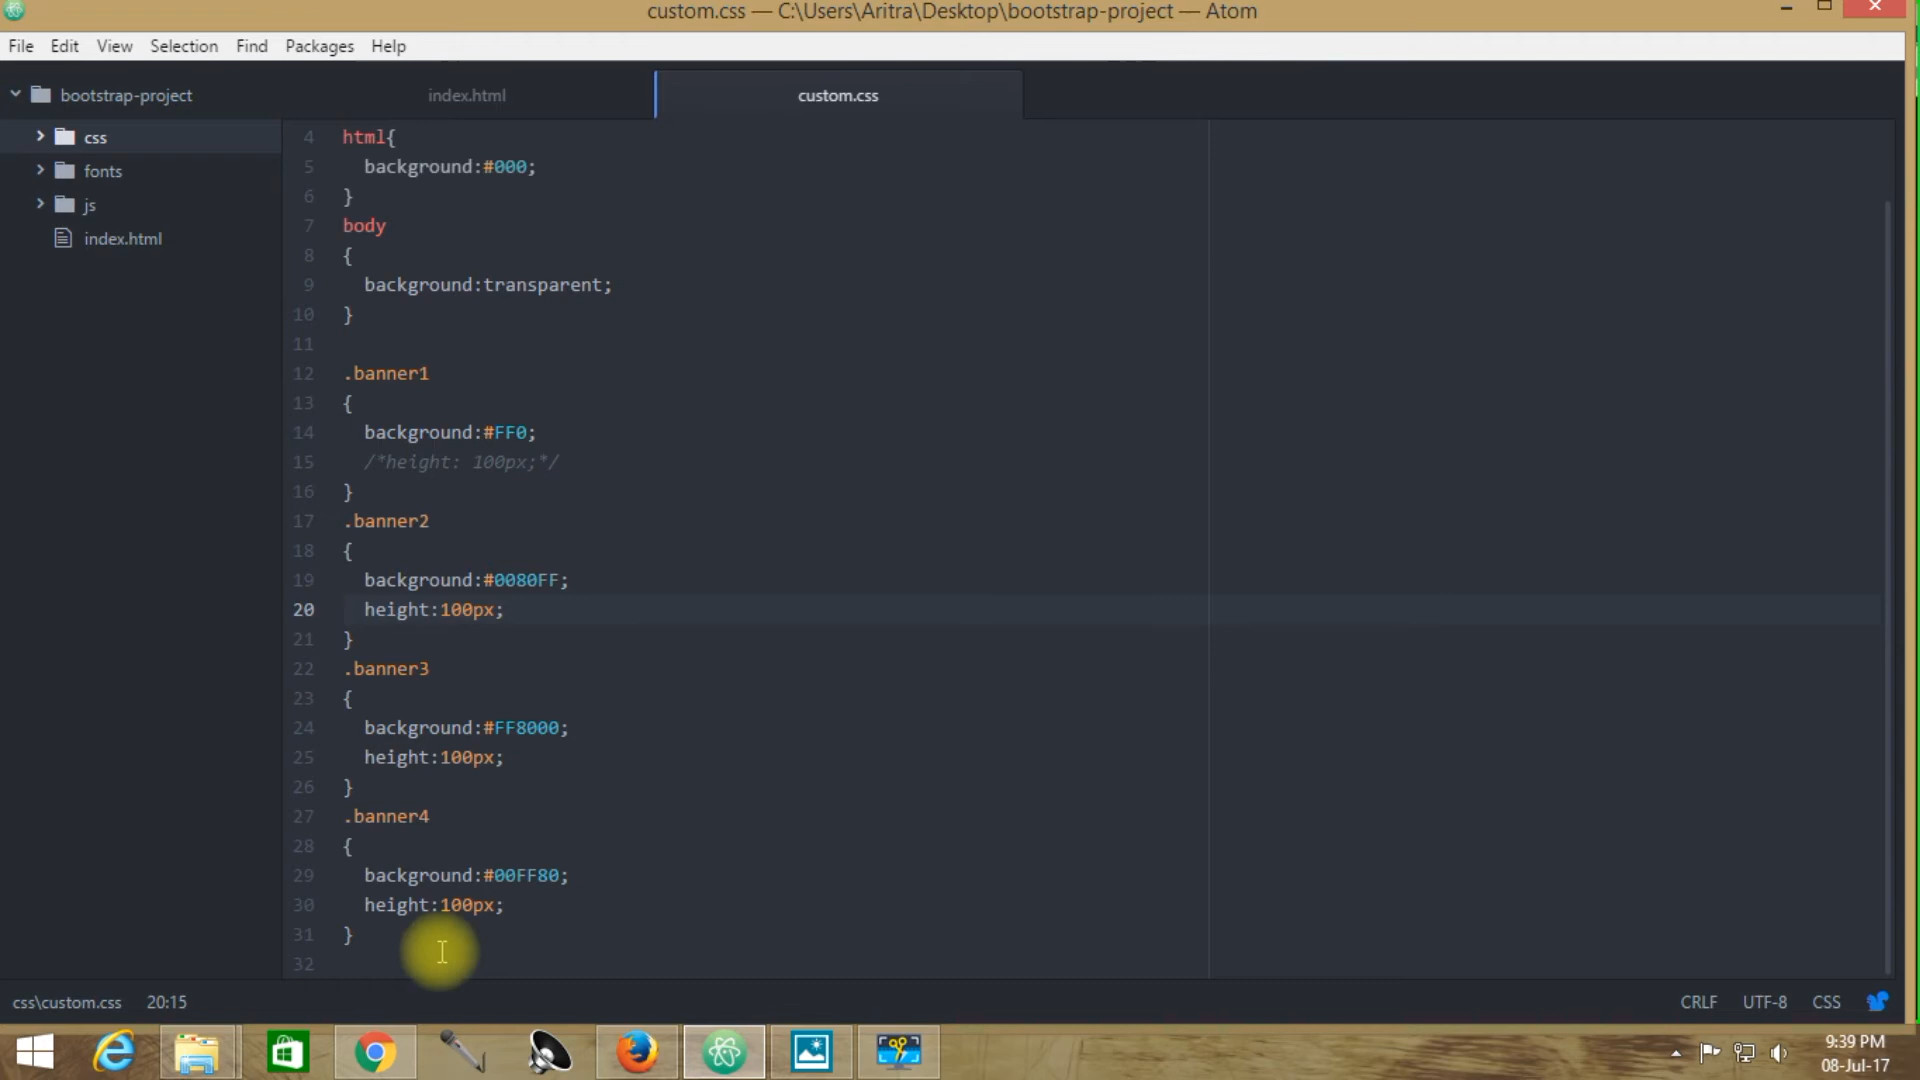 custom.css — C:\Users\Aritra\Desktop\bootstrap-project — Atom
File Edit View Selection Find Packages Help
bootstrap-project
css
fonts
js
index.html
index.html custom.css
4 html{
5 background:#000;
6 }
7 body
8 {
9 background:transparent;
10 }
11
12 .banner1
13 {
14 background:#FF0;
15 /*height: 100px;*/
16 }
17 .banner2
18 {
19 background:#0080FF;
20 height:100px;
21 }
22 .banner3
23 {
24 background:#FF8000;
25 height:100px;
26 }
27 .banner4
28 {
29 background:#00FF80;
30 height:100px;
31 }
32
css\custom.css 20:15 CRLF UTF-8 CSS
9:39 PM
08-Jul-17